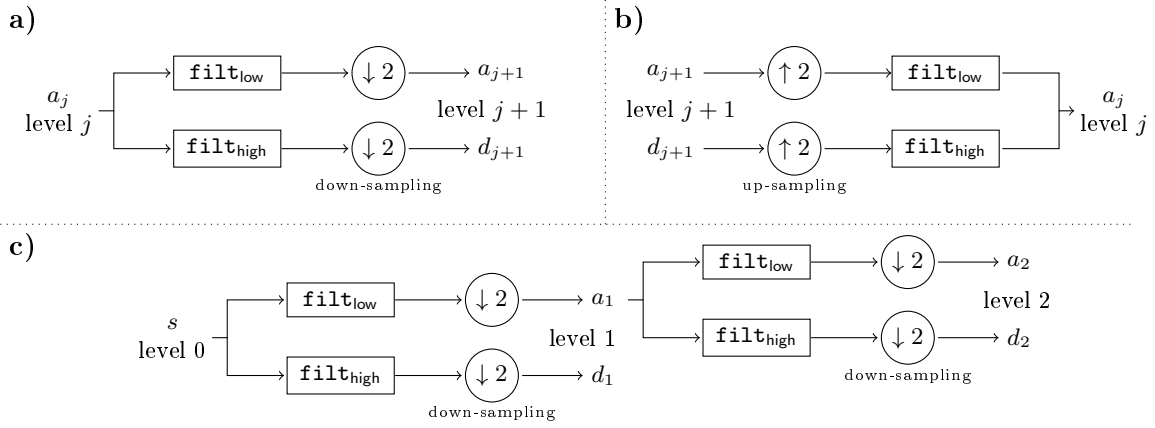 a)
filt_low
↓ 2
a_{j+1}
a_j
level j
level j + 1
filt_high
↓ 2
d_{j+1}
down-sampling
b)
a_{j+1}
↑ 2
filt_low
level j + 1
a_j
level j
d_{j+1}
↑ 2
filt_high
up-sampling
c)
s
level 0
filt_low
↓ 2
a_1
level 1
filt_high
↓ 2
d_1
down-sampling
filt_low
↓ 2
a_2
level 2
filt_high
↓ 2
d_2
down-sampling